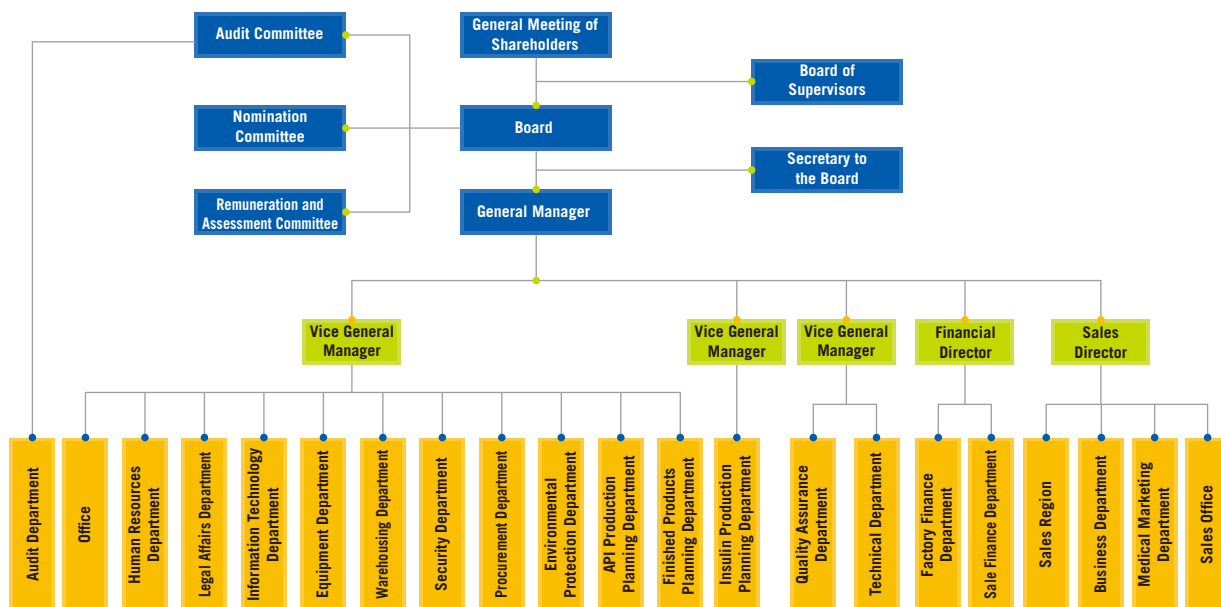 Audit Committee
General Meeting of
Shareholders
Board of
Supervisors
Nomination
Committee
Board
Secretary to
the Board
Remuneration and
Assessment Committee
General Manager
Vice General
Manager
Vice General
Manager
Vice General
Manager
Financial
Director
Sales
Director
Audit Department
Office
Human Resources
Department
Legal Affairs Department
Information Technology
Department
Equipment Department
Warehousing Department
Security Department
Procurement Department
Environmental
Protection Department
API Production
Planning Department
Finished Products
Planning Department
Insulin Production
Planning Department
Quality Assurance
Department
Technical Department
Factory Finance
Department
Sale Finance Department
Sales Region
Business Department
Medical Marketing
Department
Sales Office